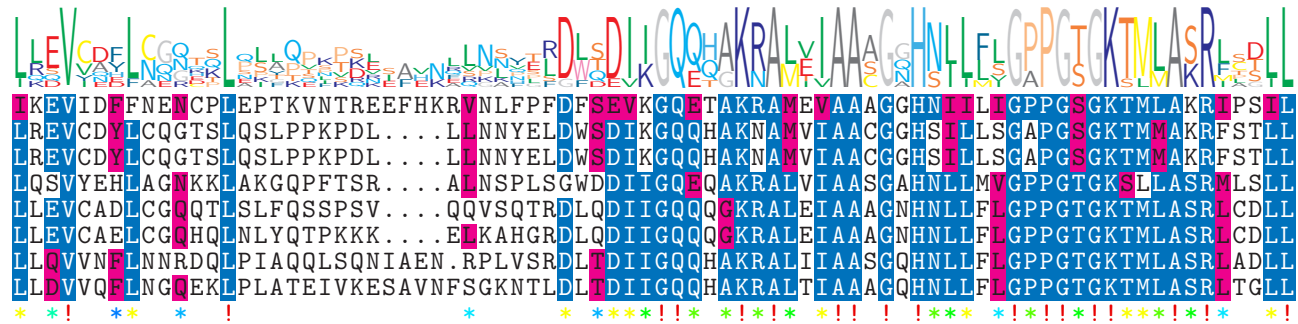 IKEVIDFFNENCPLEPTKVNTREEFHKRVNLFPFDFSEVKGQETAKRAMEVAAAGGHNIILIGPPGSGKTMLAKRIPSIL
LREVCDYLCQGTSLQSLPPKPDL....LLNNYELDWSDIKGQQHAKNAMVIAACGGHSILLSGAPGSGKTMMAKRFSTLL
LREVCDYLCQGTSLQSLPPKPDL....LLNNYELDWSDIKGQQHAKNAMVIAACGGHSILLSGAPGSGKTMMAKRFSTLL
LQSVYEHLAGNKKLAKGQPFTSR....ALNSPLSGWDDIIGQEQAKRALVIAASGAHNLLMVGPPGTGKSLLASRMLSLL
LLEVCADLCGQQTLSLFQSSPSV....QQVSQTRDLQDIIGQQQGKRALEIAAAGNHNLLFLGPPGTGKTMLASRLCDLL
LLEVCAELCGQHQLNLYQTPKKK....ELKAHGRDLQDIIGQQQGKRALEIAAAGNHNLLFLGPPGTGKTMLASRLCDLL
LLQVVNFLNNRDQLPIAQQLSQNIAEN.RPLVSRDLTDIIGQQHAKRALIIAASGQHNLLFLGPPGTGKTMLASRLADLL
LLDVVQFLNGQEKLPLATEIVKESAVNFSGKNTLDLTDIIGQQHAKRALTIAAAGQHNLLFLGPPGTGKTMLASRLTGLL
* *!  **  *  !              *     * ****!!* *!*!* *!! ! !*** *!*!!*!!***!*!*  *!